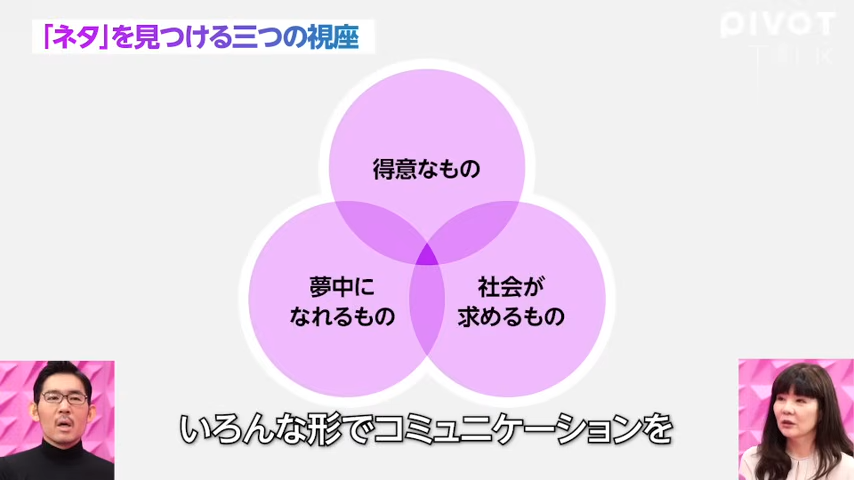 「ネタ」を見つける三つの視座
PIVOT
TALK
得意なもの
夢中に
なれるもの
社会が
求めるもの
いろんな形でコミュニケーションを